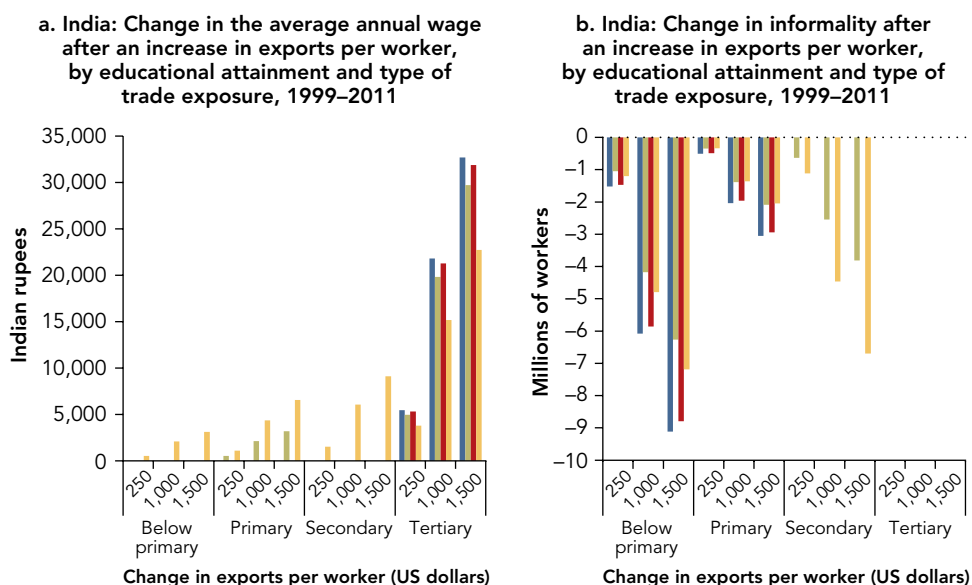 a. India: Change in the average annual wage
after an increase in exports per worker,
by educational attainment and type of
trade exposure, 1999–2011
35,000
30,000
25,000
20,000
15,000
10,000
5,000
0
Indian rupees
250
1,000
1,500
250
1,000
1,500
250
1,000
1,500
250
1,000
1,500
Below
primary
Primary
Secondary
Tertiary
Change in exports per worker (US dollars)
b. India: Change in informality after
an increase in exports per worker,
by educational attainment and type of
trade exposure, 1999–2011
0
–1
–2
–3
–4
–5
–6
–7
–8
–9
–10
Millions of workers
250
1,000
1,500
250
1,000
1,500
250
1,000
1,500
250
1,000
1,500
Below
primary
Primary
Secondary
Tertiary
Change in exports per worker (US dollars)